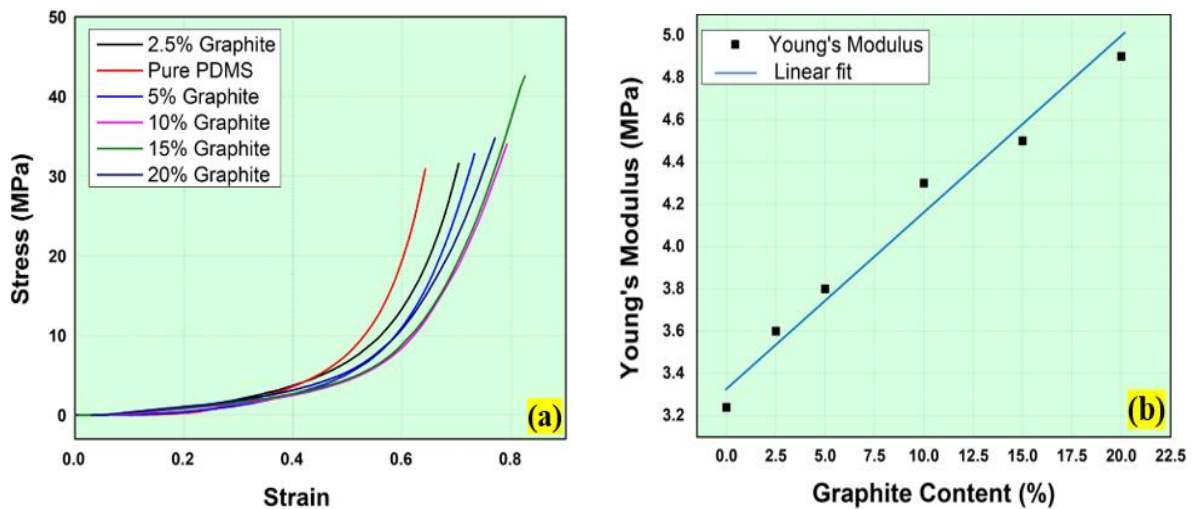 50
40
30
20
10
0
Stress (MPa)
2.5% Graphite
Pure PDMS
5% Graphite
10% Graphite
15% Graphite
20% Graphite
(a)
0.0 0.2 0.4 0.6 0.8
Strain
5.0
4.8
4.6
4.4
4.2
4.0
3.8
3.6
3.4
3.2
Young's Modulus (MPa)
Young's Modulus
Linear fit
(b)
0.0 2.5 5.0 7.5 10.0 12.5 15.0 17.5 20.0 22.5
Graphite Content (%)